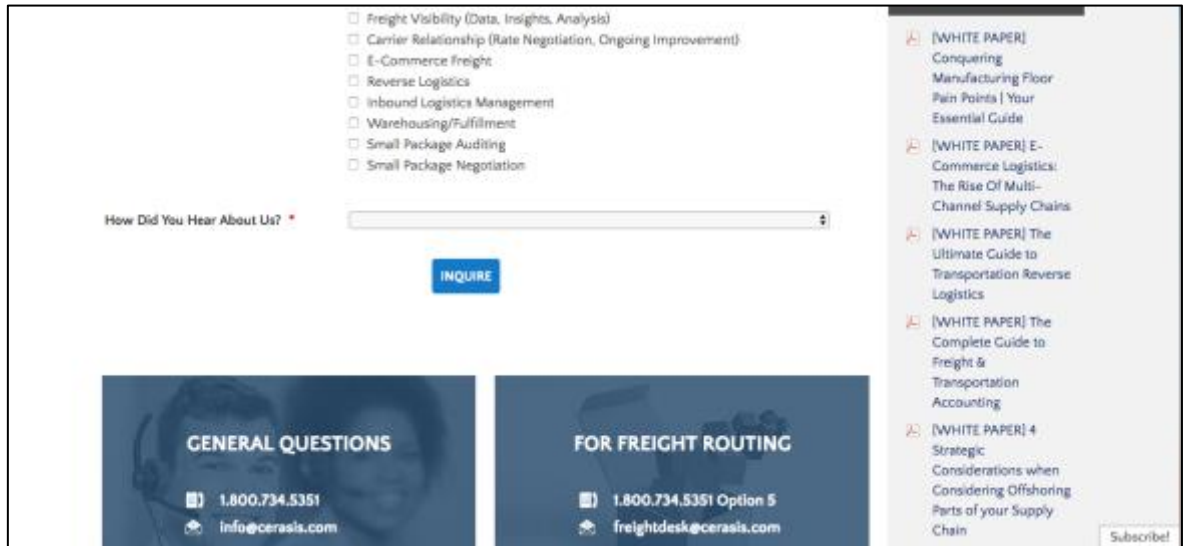 Freight Visibility (Data, Insights, Analysis)
Carrier Relationship (Rate Negotiation, Ongoing Improvement)
E-Commerce Freight
Reverse Logistics
Inbound Logistics Management
Warehousing/Fulfillment
Small Package Auditing
Small Package Negotiation
How Did You Hear About Us? *
INQUIRE
GENERAL QUESTIONS
1.800.734.5351
info@cerasis.com
FOR FREIGHT ROUTING
1.800.734.5351 Option 5
freightdesk@cerasis.com
[WHITE PAPER]
Conquering
Manufacturing Floor
Pain Points | Your
Essential Guide
[WHITE PAPER] E-
Commerce Logistics:
The Rise Of Multi-
Channel Supply Chains
[WHITE PAPER] The
Ultimate Guide to
Transportation Reverse
Logistics
[WHITE PAPER] The
Complete Guide to
Freight &
Transportation
Accounting
[WHITE PAPER] 4
Strategic
Considerations when
Considering Offshoring
Parts of your Supply
Chain
Subscribe!